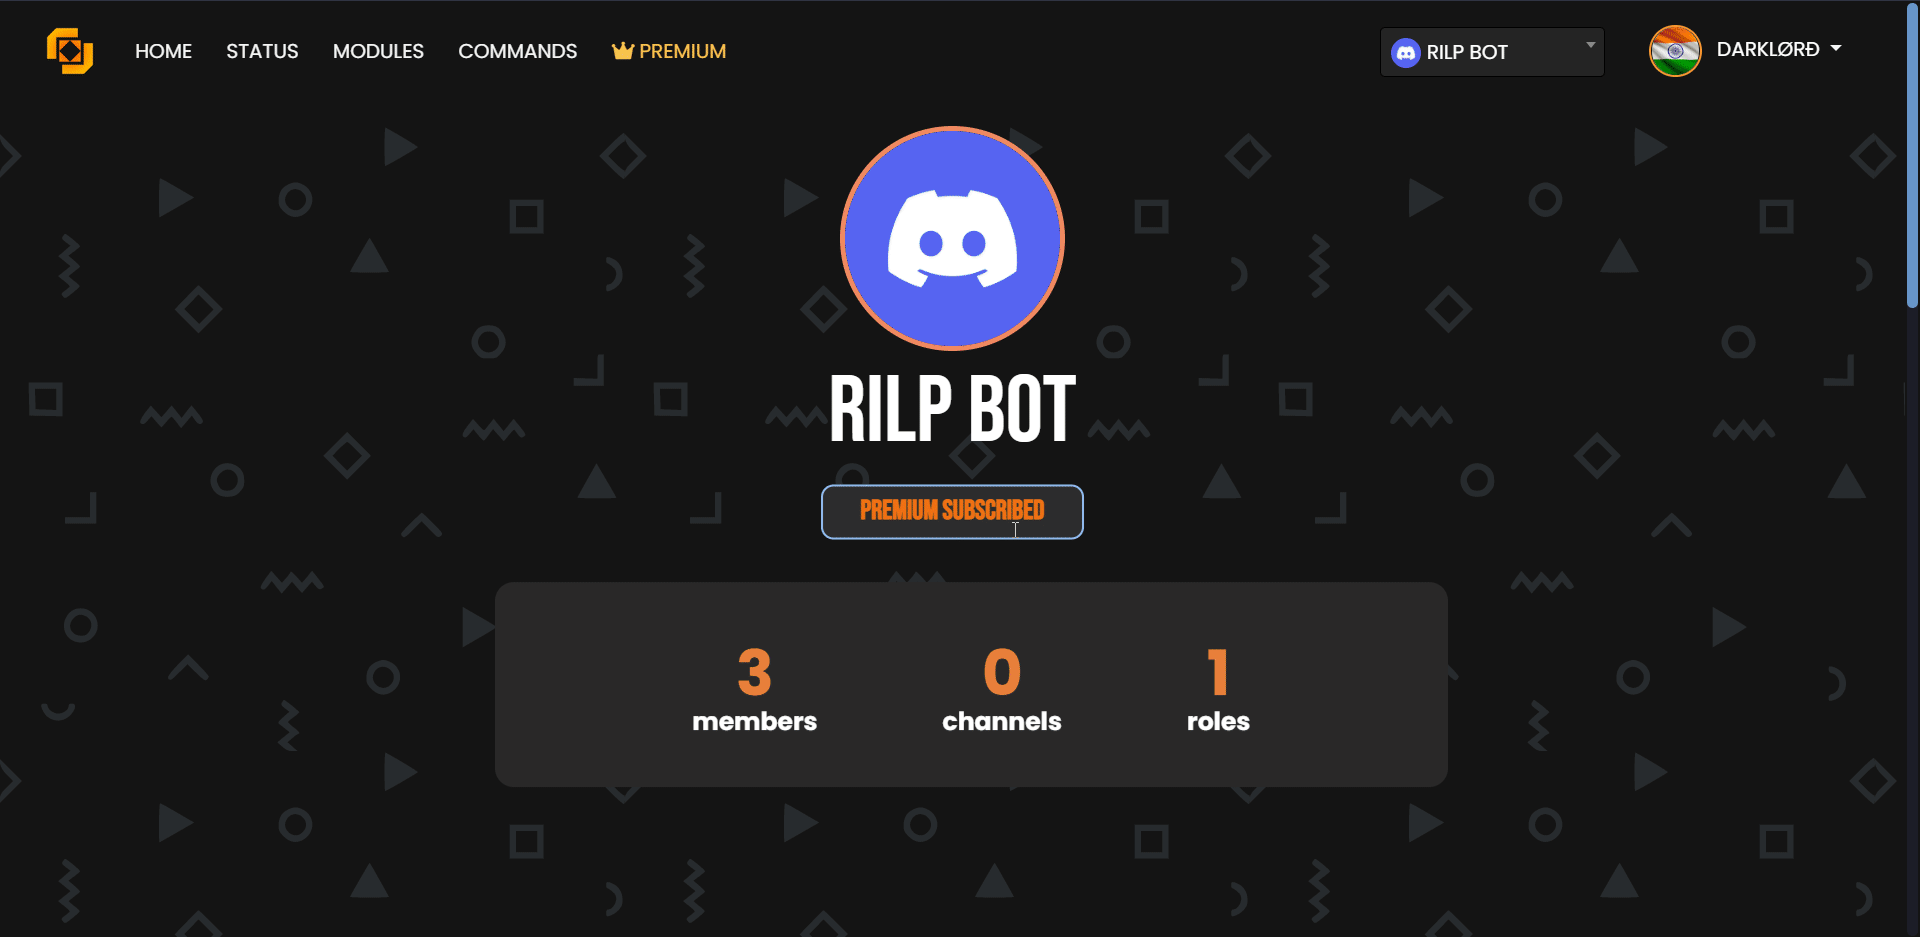 HOME STATUS MODULES COMMANDS PREMIUM RILP BOT DARKLØRÐ
RILP BOT
PREMIUM SUBSCRIBED
3 0 1
members channels roles